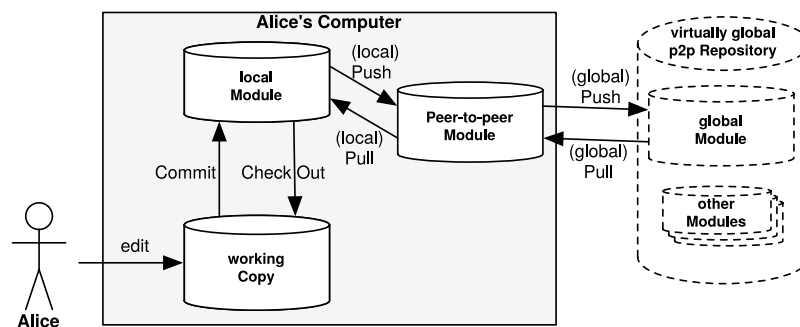 Alice's Computer
virtually global
p2p Repository
local
Module
(local)
Push
(global)
Push
Peer-to-peer
Module
global
Module
(local)
Pull
(global)
Pull
Commit
Check Out
other
Modules
edit
working
Copy
Alice